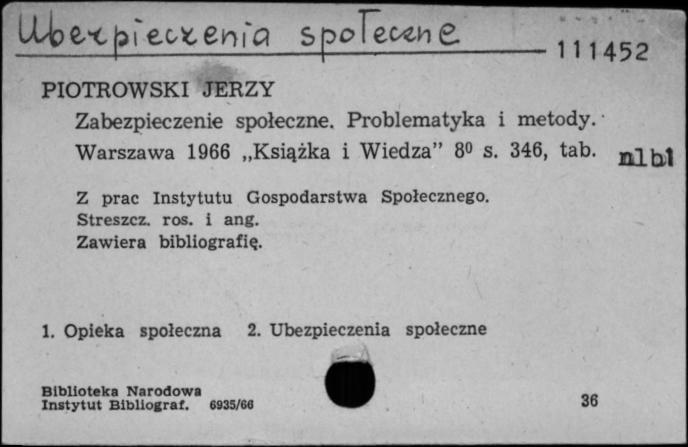 Ubezpieczenia społeczne
111452
PIOTROWSKI JERZY
Zabezpieczenie społeczne. Problematyka i metody.
Warszawa 1966 „Książka i Wiedza” 8⁰ s. 346, tab. nlb1
Z prac Instytutu Gospodarstwa Społecznego.
Streszcz. ros. i ang.
Zawiera bibliografię.
1. Opieka społeczna 2. Ubezpieczenia społeczne
Biblioteka Narodowa
Instytut Bibliograf. 6935/66
36